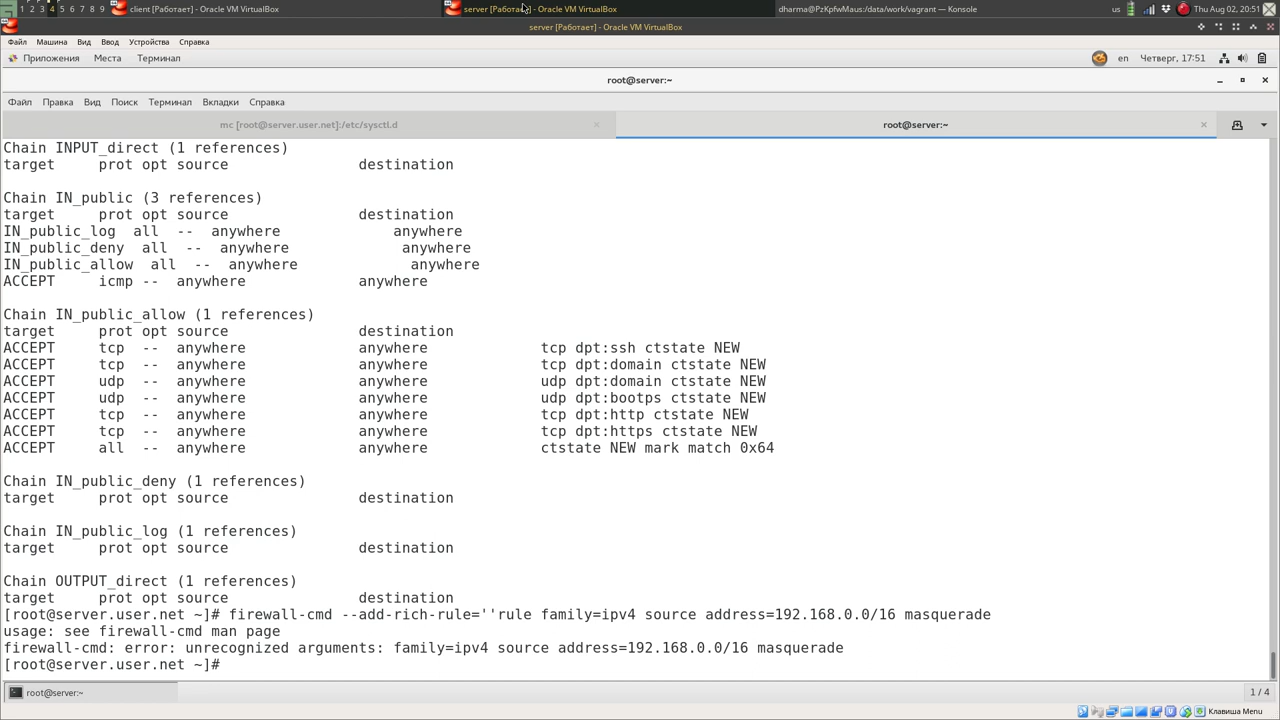 1 2 3 4 5 6 7 8 9 client [Работает] - Oracle VM VirtualBox server [Работает] - Oracle VM VirtualBox dharma@PzKpfwMaus:/data/work/vagrant — Konsole us Thu Aug 02, 20:51
server [Работает] - Oracle VM VirtualBox
Файл Машина Вид Ввод Устройства Справка
Приложения Места Терминал en Четверг, 17:51
root@server:~
Файл Правка Вид Поиск Терминал Вкладки Справка
mc [root@server.user.net]:/etc/sysctl.d × root@server:~ ×
Chain INPUT_direct (1 references)
target     prot opt source               destination
Chain IN_public (3 references)
target     prot opt source               destination
IN_public_log  all  --  anywhere             anywhere
IN_public_deny  all  --  anywhere             anywhere
IN_public_allow  all  --  anywhere             anywhere
ACCEPT     icmp --  anywhere             anywhere
Chain IN_public_allow (1 references)
target     prot opt source               destination
ACCEPT     tcp  --  anywhere             anywhere             tcp dpt:ssh ctstate NEW
ACCEPT     tcp  --  anywhere             anywhere             tcp dpt:domain ctstate NEW
ACCEPT     udp  --  anywhere             anywhere             udp dpt:domain ctstate NEW
ACCEPT     udp  --  anywhere             anywhere             udp dpt:bootps ctstate NEW
ACCEPT     tcp  --  anywhere             anywhere             tcp dpt:http ctstate NEW
ACCEPT     tcp  --  anywhere             anywhere             tcp dpt:https ctstate NEW
ACCEPT     all  --  anywhere             anywhere             ctstate NEW mark match 0x64
Chain IN_public_deny (1 references)
target     prot opt source               destination
Chain IN_public_log (1 references)
target     prot opt source               destination
Chain OUTPUT_direct (1 references)
target     prot opt source               destination
[root@server.user.net ~]# firewall-cmd --add-rich-rule=''rule family=ipv4 source address=192.168.0.0/16 masquerade
usage: see firewall-cmd man page
firewall-cmd: error: unrecognized arguments: family=ipv4 source address=192.168.0.0/16 masquerade
[root@server.user.net ~]#
root@server:~ 1 / 4
Клавиша Menu